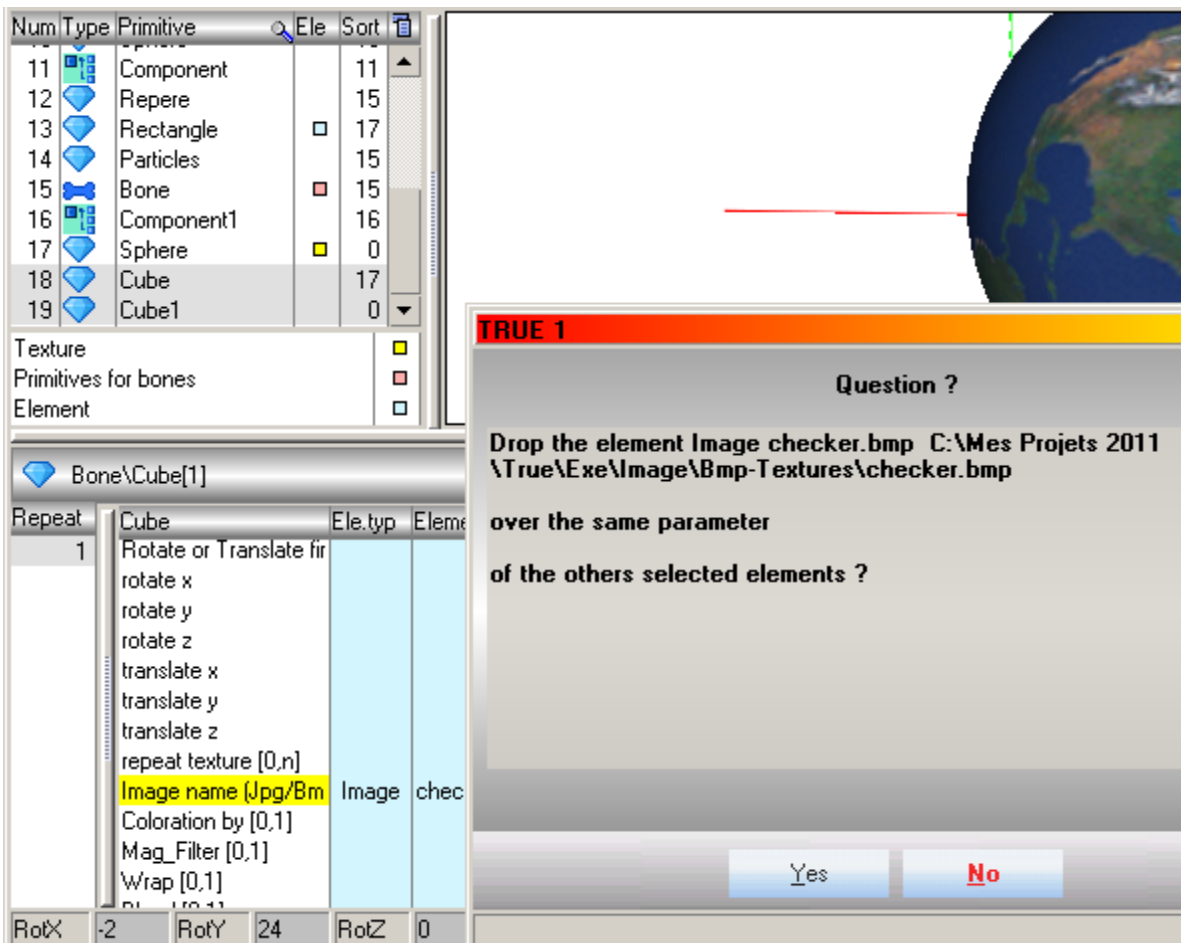 Num Type Primitive Ele Sort
11 Component 11
12 Repere 15
13 Rectangle 17
14 Particles 15
15 Bone 15
16 Component1 16
17 Sphere 0
18 Cube 17
19 Cube1 0
Texture
Primitives for bones
Element
Bone\Cube[1]
Repeat Cube Ele.typ Eleme
1 Rotate or Translate fir
rotate x
rotate y
rotate z
translate x
translate y
translate z
repeat texture [0,n]
Image name (Jpg/Bm Image chec
Coloration by [0,1]
Mag_Filter [0,1]
Wrap [0,1]
RotX -2 RotY 24 RotZ 0
TRUE 1
Question ?
Drop the element Image checker.bmp C:\Mes Projets 2011
\True\Exe\Image\Bmp-Textures\checker.bmp
over the same parameter
of the others selected elements ?
Yes No